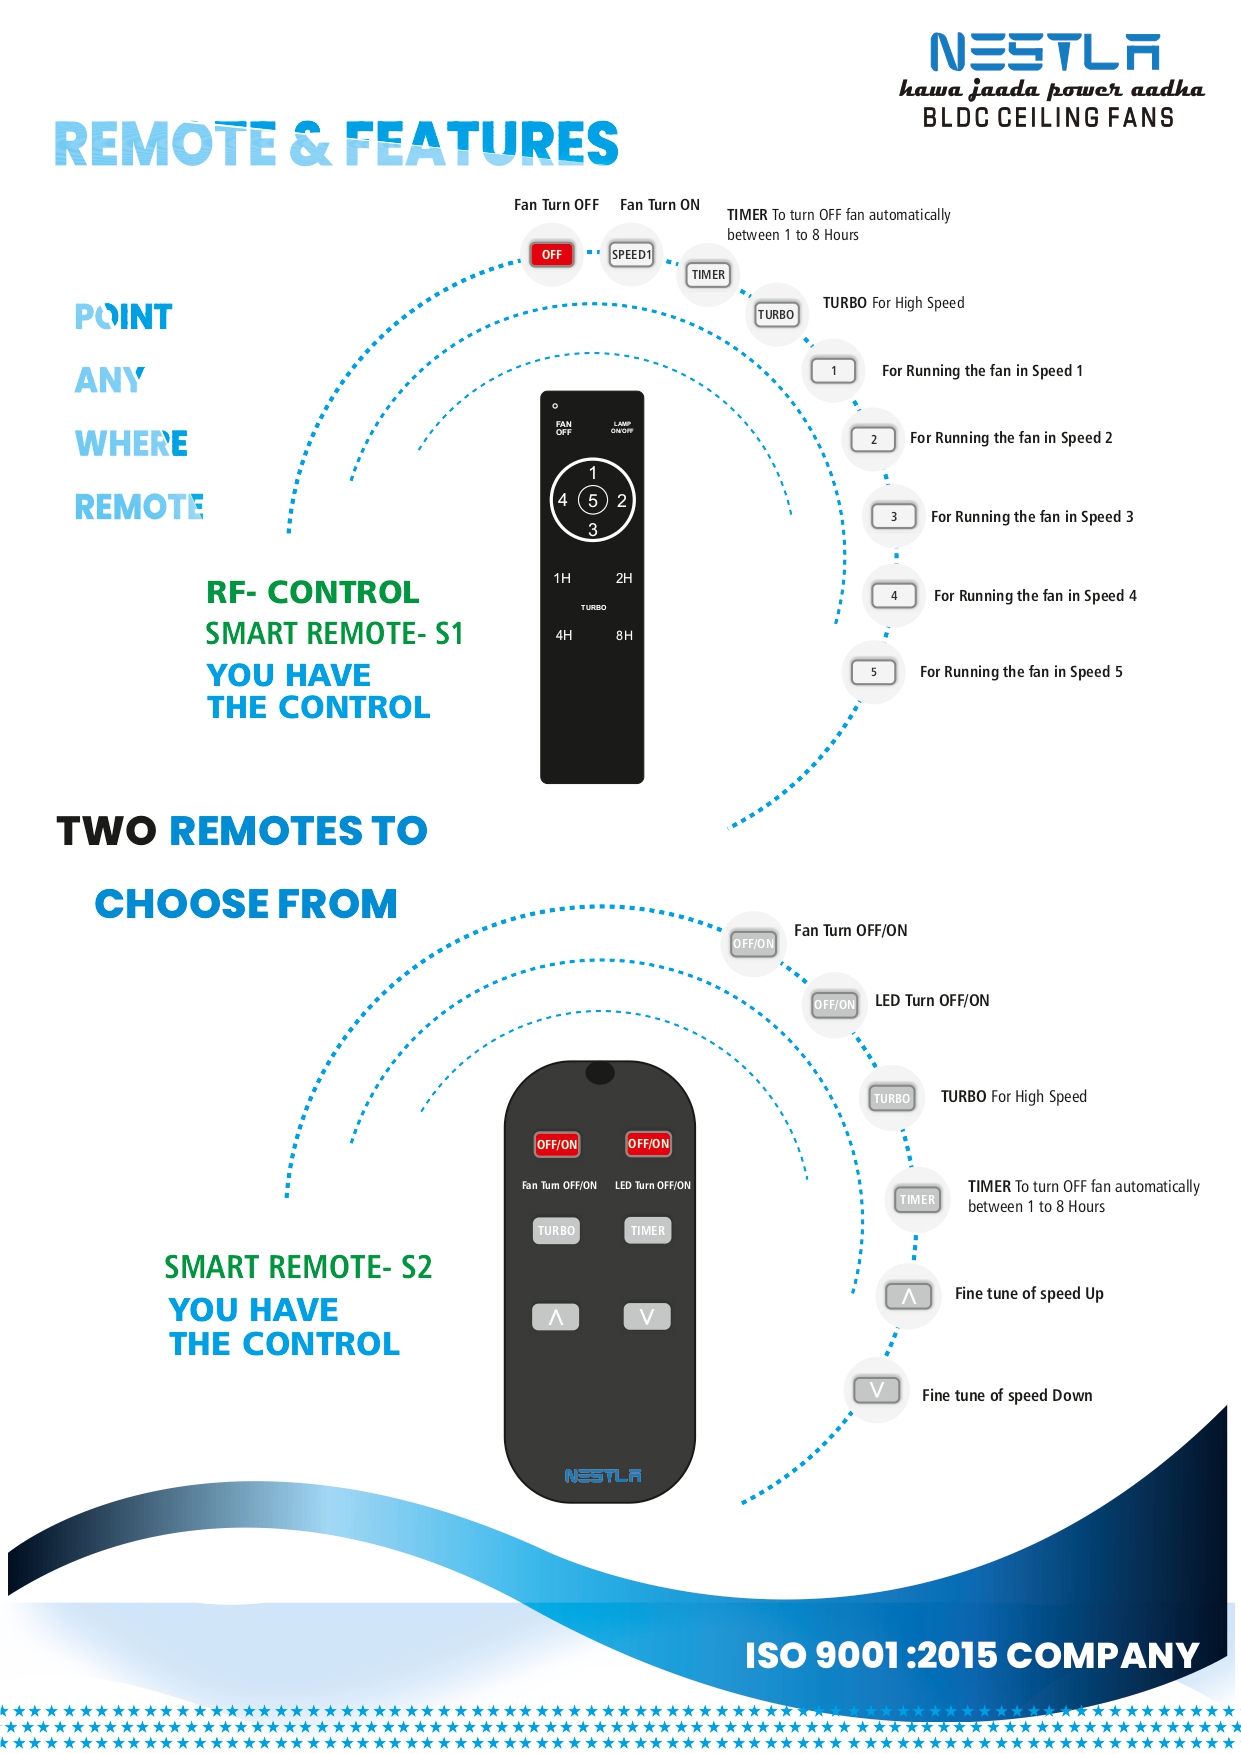 NESTLA
hawa jaada power aadha
BLDC CEILING FANS
REMOTE & FEATURES
Fan Turn OFF
Fan Turn ON
TIMER To turn OFF fan automatically
between 1 to 8 Hours
OFF
SPEED1
TIMER
TURBO
TURBO For High Speed
POINT
ANY
WHERE
REMOTE
1
For Running the fan in Speed 1
2
For Running the fan in Speed 2
3
For Running the fan in Speed 3
4
For Running the fan in Speed 4
5
For Running the fan in Speed 5
FAN
OFF
LAMP
ON/OFF
1
4 5 2
3
1H 2H
TURBO
4H 8H
RF- CONTROL
SMART REMOTE- S1
YOU HAVE
THE CONTROL
TWO REMOTES TO
CHOOSE FROM
OFF/ON
Fan Turn OFF/ON
OFF/ON
LED Turn OFF/ON
TURBO
TURBO For High Speed
TIMER
TIMER To turn OFF fan automatically
between 1 to 8 Hours
Fine tune of speed Up
Fine tune of speed Down
OFF/ON OFF/ON
Fan Turn OFF/ON LED Turn OFF/ON
TURBO TIMER
NESTLA
SMART REMOTE- S2
YOU HAVE
THE CONTROL
ISO 9001 :2015 COMPANY